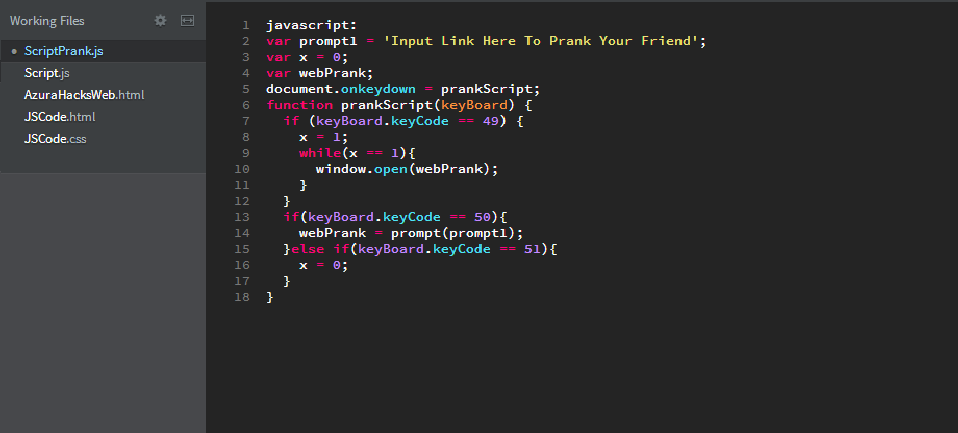 Working Files
ScriptPrank.js
Script.js
AzuraHacksWeb.html
JSCode.html
JSCode.css
1 javascript:
2 var prompt1 = 'Input Link Here To Prank Your Friend';
3 var x = 0;
4 var webPrank;
5 document.onkeydown = prankScript;
6 function prankScript(keyBoard) {
7   if (keyBoard.keyCode == 49) {
8     x = 1;
9     while(x == 1){
10       window.open(webPrank);
11     }
12   }
13   if(keyBoard.keyCode == 50){
14     webPrank = prompt(prompt1);
15   }else if(keyBoard.keyCode == 51){
16     x = 0;
17   }
18 }